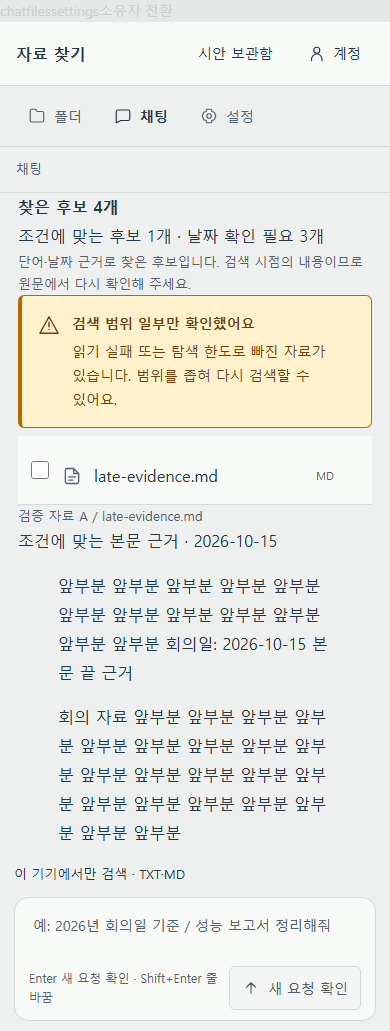 chatfilessettings소유자 전환
자료 찾기 시안 보관함 계정
폴더 채팅 설정
채팅
찾은 후보 4개
조건에 맞는 후보 1개 · 날짜 확인 필요 3개
단어·날짜 근거로 찾은 후보입니다. 검색 시점의 내용이므로
원문에서 다시 확인해 주세요.
검색 범위 일부만 확인했어요
읽기 실패 또는 탐색 한도로 빠진 자료가
있습니다. 범위를 좁혀 다시 검색할 수
있어요.
late-evidence.md MD
검증 자료 A / late-evidence.md
조건에 맞는 본문 근거 · 2026-10-15
앞부분 앞부분 앞부분 앞부분 앞부분
앞부분 앞부분 앞부분 앞부분 앞부분
앞부분 앞부분 회의일: 2026-10-15 본
문 끝 근거
회의 자료 앞부분 앞부분 앞부분 앞부
분 앞부분 앞부분 앞부분 앞부분 앞부
분 앞부분 앞부분 앞부분 앞부분 앞부
분 앞부분 앞부분 앞부분 앞부분 앞부
분 앞부분 앞부분
이 기기에서만 검색 · TXT·MD
예: 2026년 회의일 기준 / 성능 보고서 정리해줘
Enter 새 요청 확인 · Shift+Enter 줄
바꿈
새 요청 확인